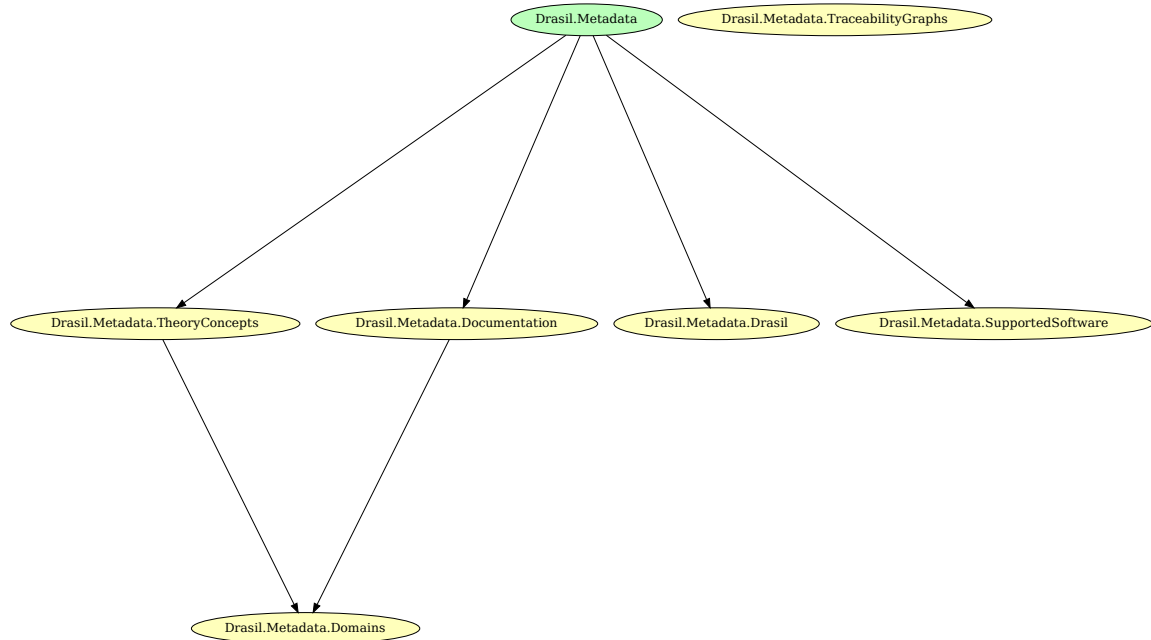 Drasil.Metadata
Drasil.Metadata.TraceabilityGraphs
Drasil.Metadata.TheoryConcepts
Drasil.Metadata.Documentation
Drasil.Metadata.Drasil
Drasil.Metadata.SupportedSoftware
Drasil.Metadata.Domains